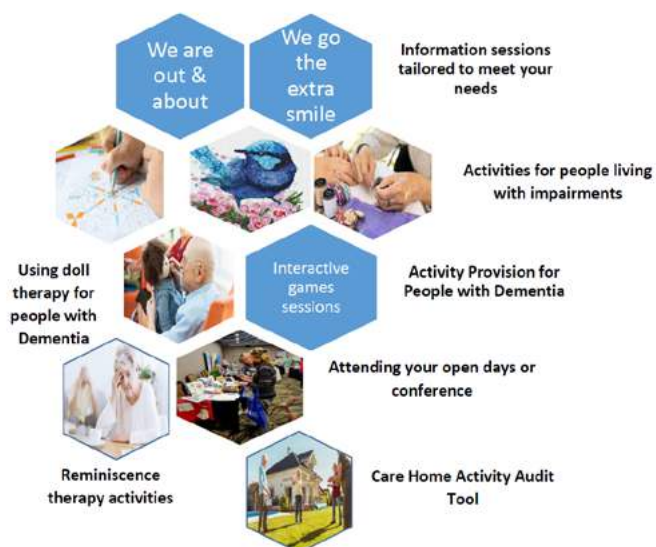 We are
out &
about
We go
the
extra
smile
Information sessions
tailored to meet your
needs
Activities for people living
with impairments
Using doll
therapy for
people with
Dementia
Interactive
games
sessions
Activity Provision for
People with Dementia
Attending your open days or
conference
Reminiscence
therapy activities
Care Home Activity Audit
Tool